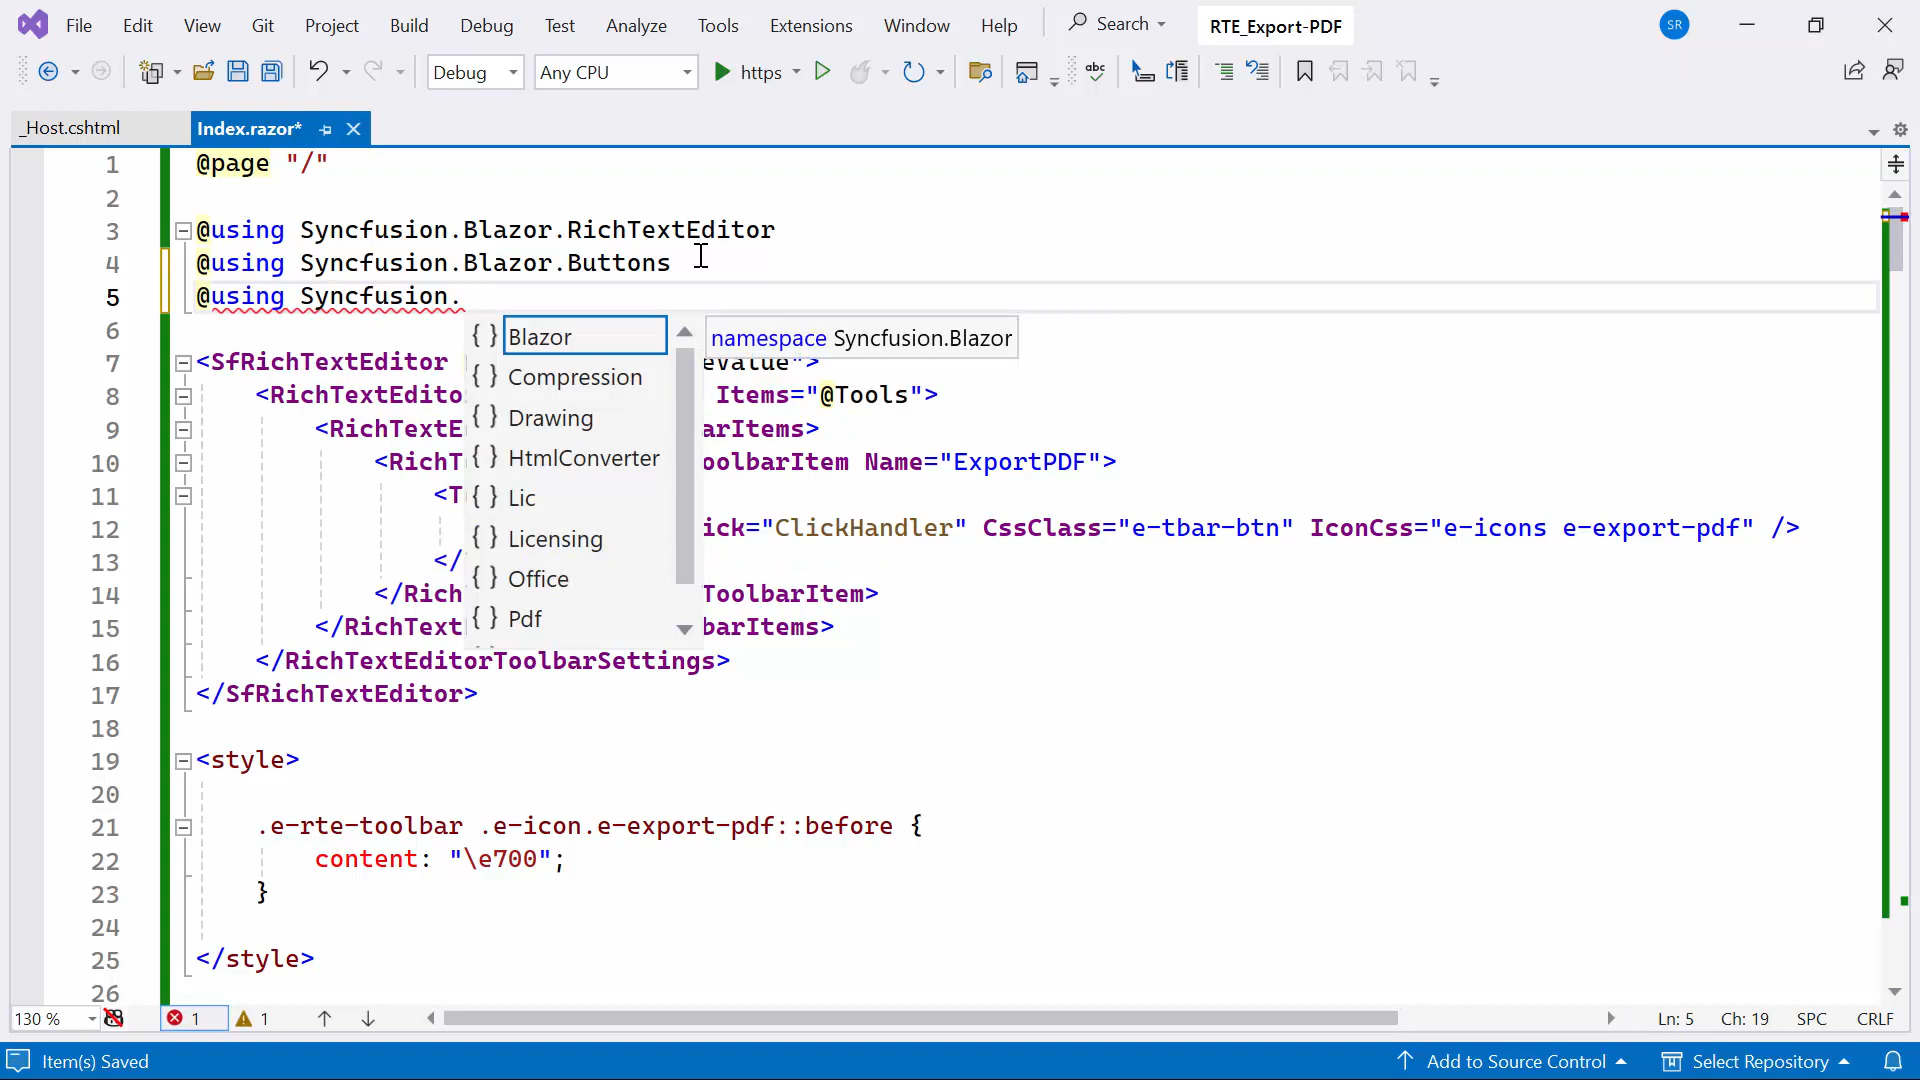 File Edit View Git Project Build Debug Test Analyze Tools Extensions Window Help Search RTE_Export-PDF SR
Debug Any CPU https abc
_Host.cshtml Index.razor*
1 @page "/"
2
3 @using Syncfusion.Blazor.RichTextEditor
4 @using Syncfusion.Blazor.Buttons
5 @using Syncfusion.
6 { } Blazor namespace Syncfusion.Blazor
7 <SfRichTextEditor eValue">
{ } Compression
8 <RichTextEdito Items="@Tools">
{ } Drawing
9 <RichTextE arItems>
{ } HtmlConverter
10 <RichT oolbarItem Name="ExportPDF">
{ } Lic
11 <T
12 ick="ClickHandler" CssClass="e-tbar-btn" IconCss="e-icons e-export-pdf" />
{ } Licensing
13 </
{ } Office
14 </Rich ToolbarItem>
{ } Pdf
15 </RichText barItems>
16 </RichTextEditorToolbarSettings>
17 </SfRichTextEditor>
18
19 <style>
20
21 .e-rte-toolbar .e-icon.e-export-pdf::before {
22 content: "\e700";
23 }
24
25 </style>
26
130 % 1 1 Ln: 5 Ch: 19 SPC CRLF
Item(s) Saved Add to Source Control Select Repository